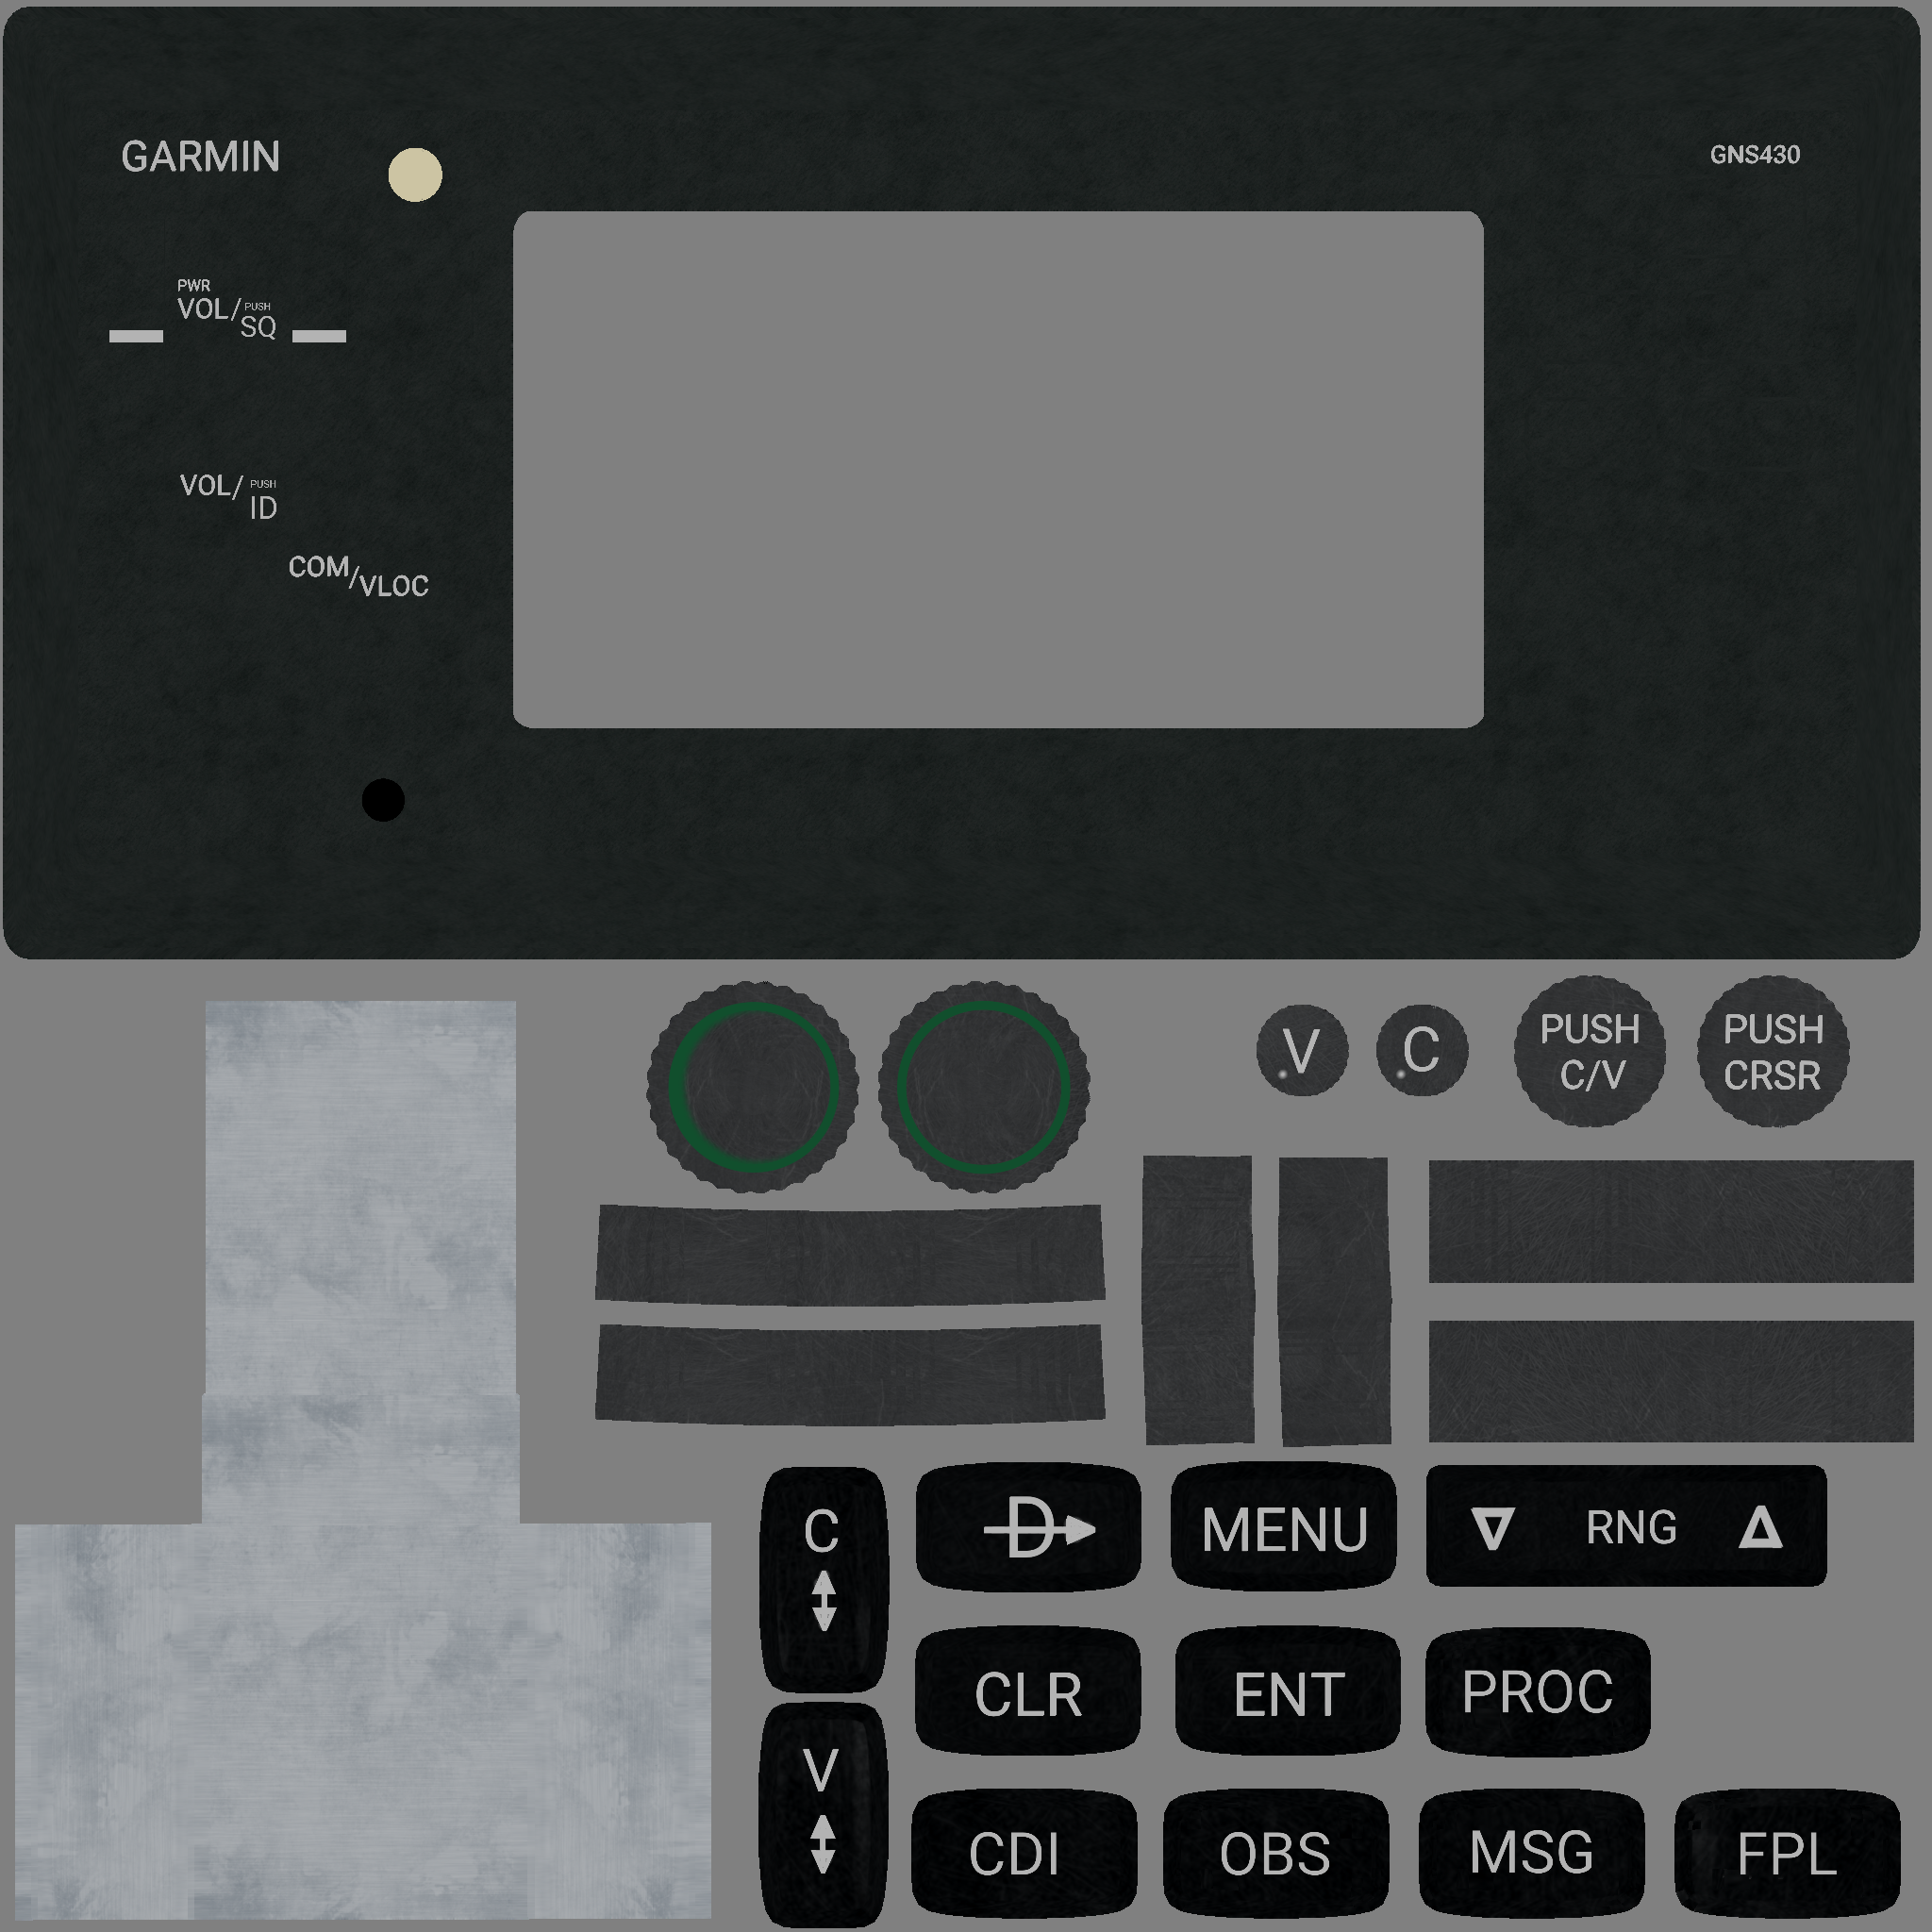 GARMIN
GNS430
PWR
VOL/PUSH
SQ
VOL/PUSH
ID
COM/VLOC
V
C
PUSH
C/V
PUSH
CRSR
C
D
MENU
RNG
CLR
ENT
PROC
V
CDI
OBS
MSG
FPL